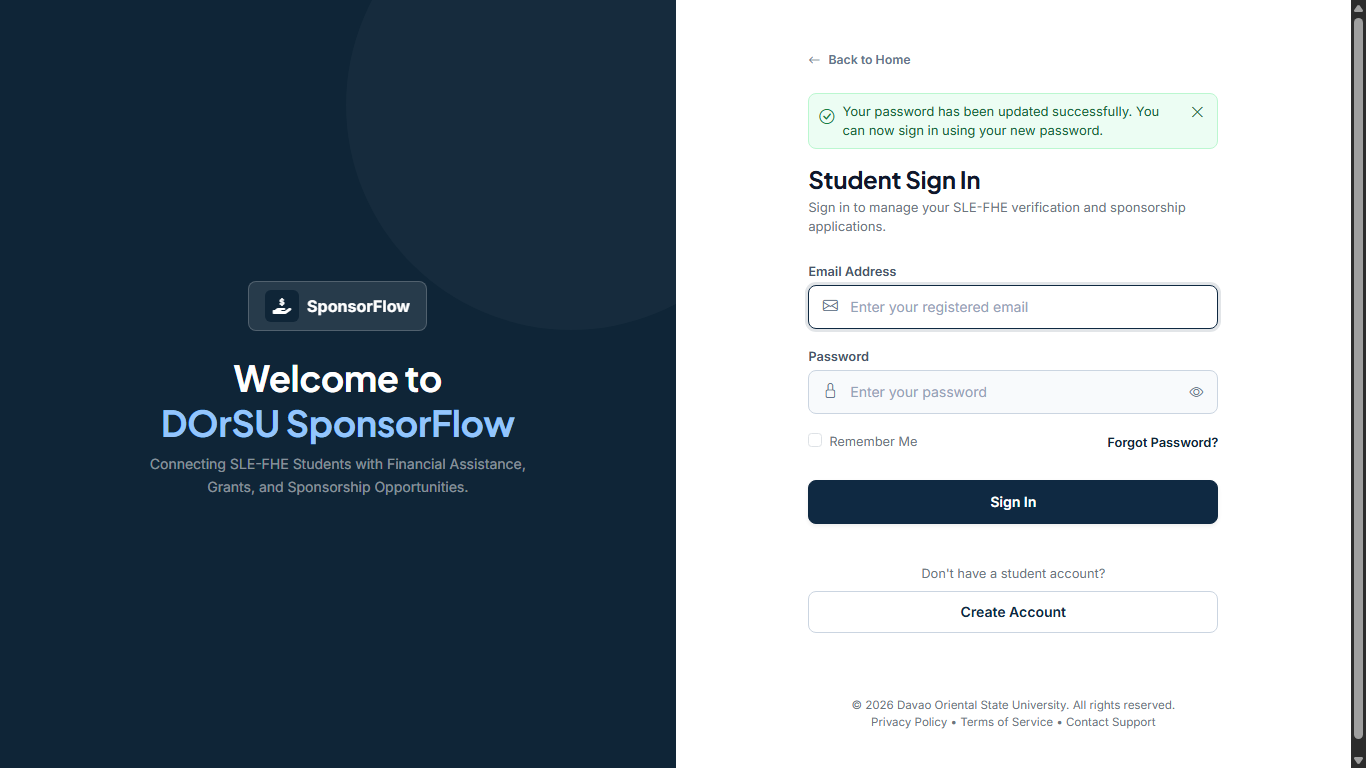 SponsorFlow
Welcome to
DOrSU SponsorFlow
Connecting SLE-FHE Students with Financial Assistance,
Grants, and Sponsorship Opportunities.
← Back to Home
Your password has been updated successfully. You
can now sign in using your new password.
Student Sign In
Sign in to manage your SLE-FHE verification and sponsorship
applications.
Email Address
Enter your registered email
Password
Enter your password
Remember Me
Forgot Password?
Sign In
Don't have a student account?
Create Account
© 2026 Davao Oriental State University. All rights reserved.
Privacy Policy • Terms of Service • Contact Support